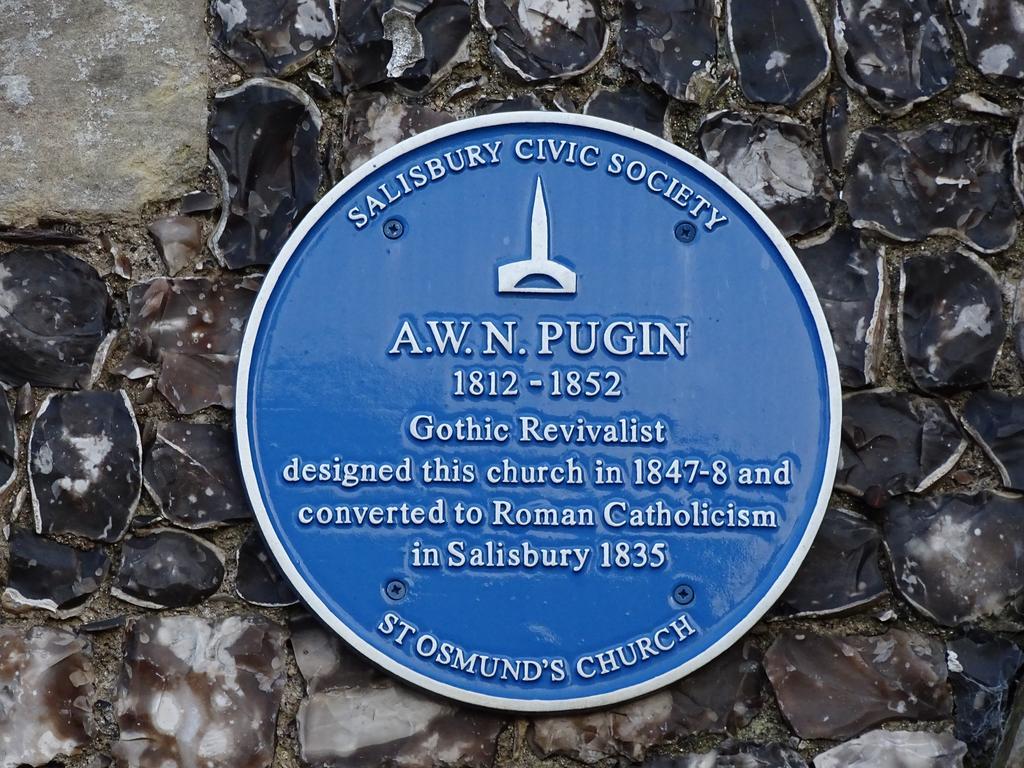 SALISBURY CIVIC SOCIETY
A.W. N. PUGIN
1812 - 1852
Gothic Revivalist
designed this church in 1847-8 and
converted to Roman Catholicism
in Salisbury 1835
ST OSMUND'S CHURCH